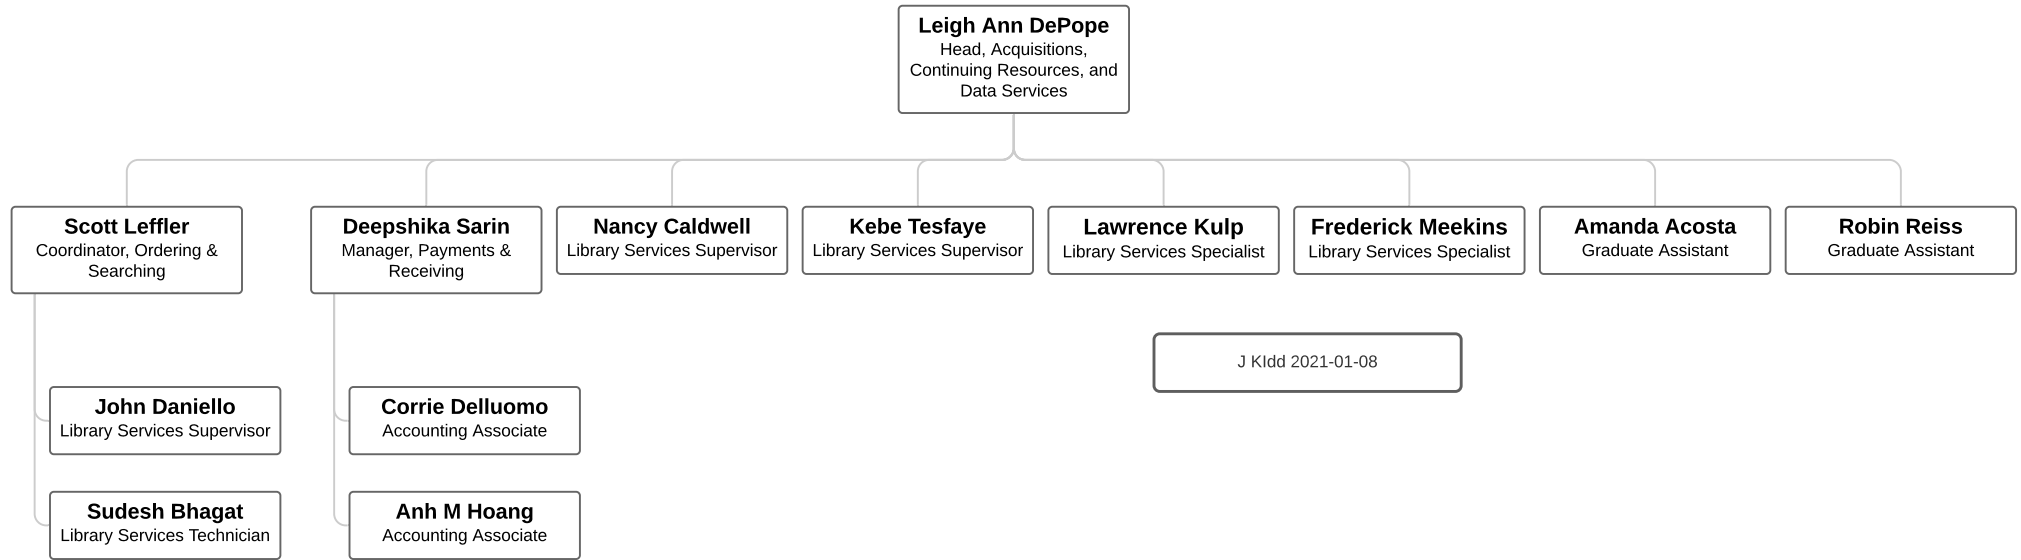 Leigh Ann DePope
Head, Acquisitions,
Continuing Resources, and
Data Services
Scott Leffler
Coordinator, Ordering &
Searching
Deepshika Sarin
Manager, Payments &
Receiving
Nancy Caldwell
Library Services Supervisor
Kebe Tesfaye
Library Services Supervisor
Lawrence Kulp
Library Services Specialist
Frederick Meekins
Library Services Specialist
Amanda Acosta
Graduate Assistant
Robin Reiss
Graduate Assistant
J KIdd 2021-01-08
John Daniello
Library Services Supervisor
Corrie Delluomo
Accounting Associate
Sudesh Bhagat
Library Services Technician
Anh M Hoang
Accounting Associate